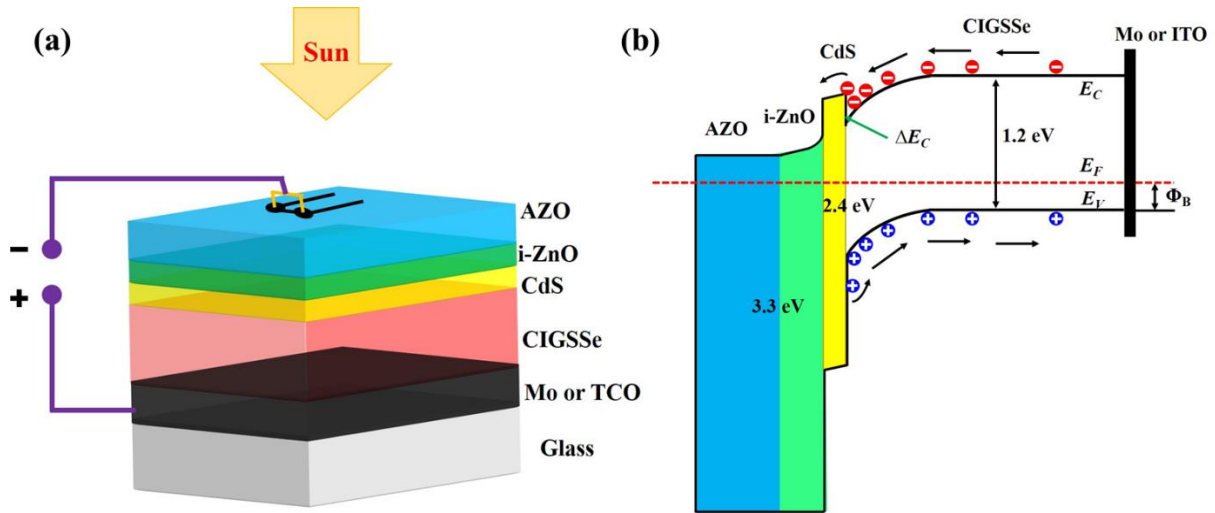 (a)
Sun
−
+
AZO
i-ZnO
CdS
CIGSSe
Mo or TCO
Glass
(b)
CIGSSe
Mo or ITO
CdS
i-ZnO
AZO
ΔE_C
E_C
1.2 eV
E_F
E_V
Φ_B
2.4 eV
3.3 eV